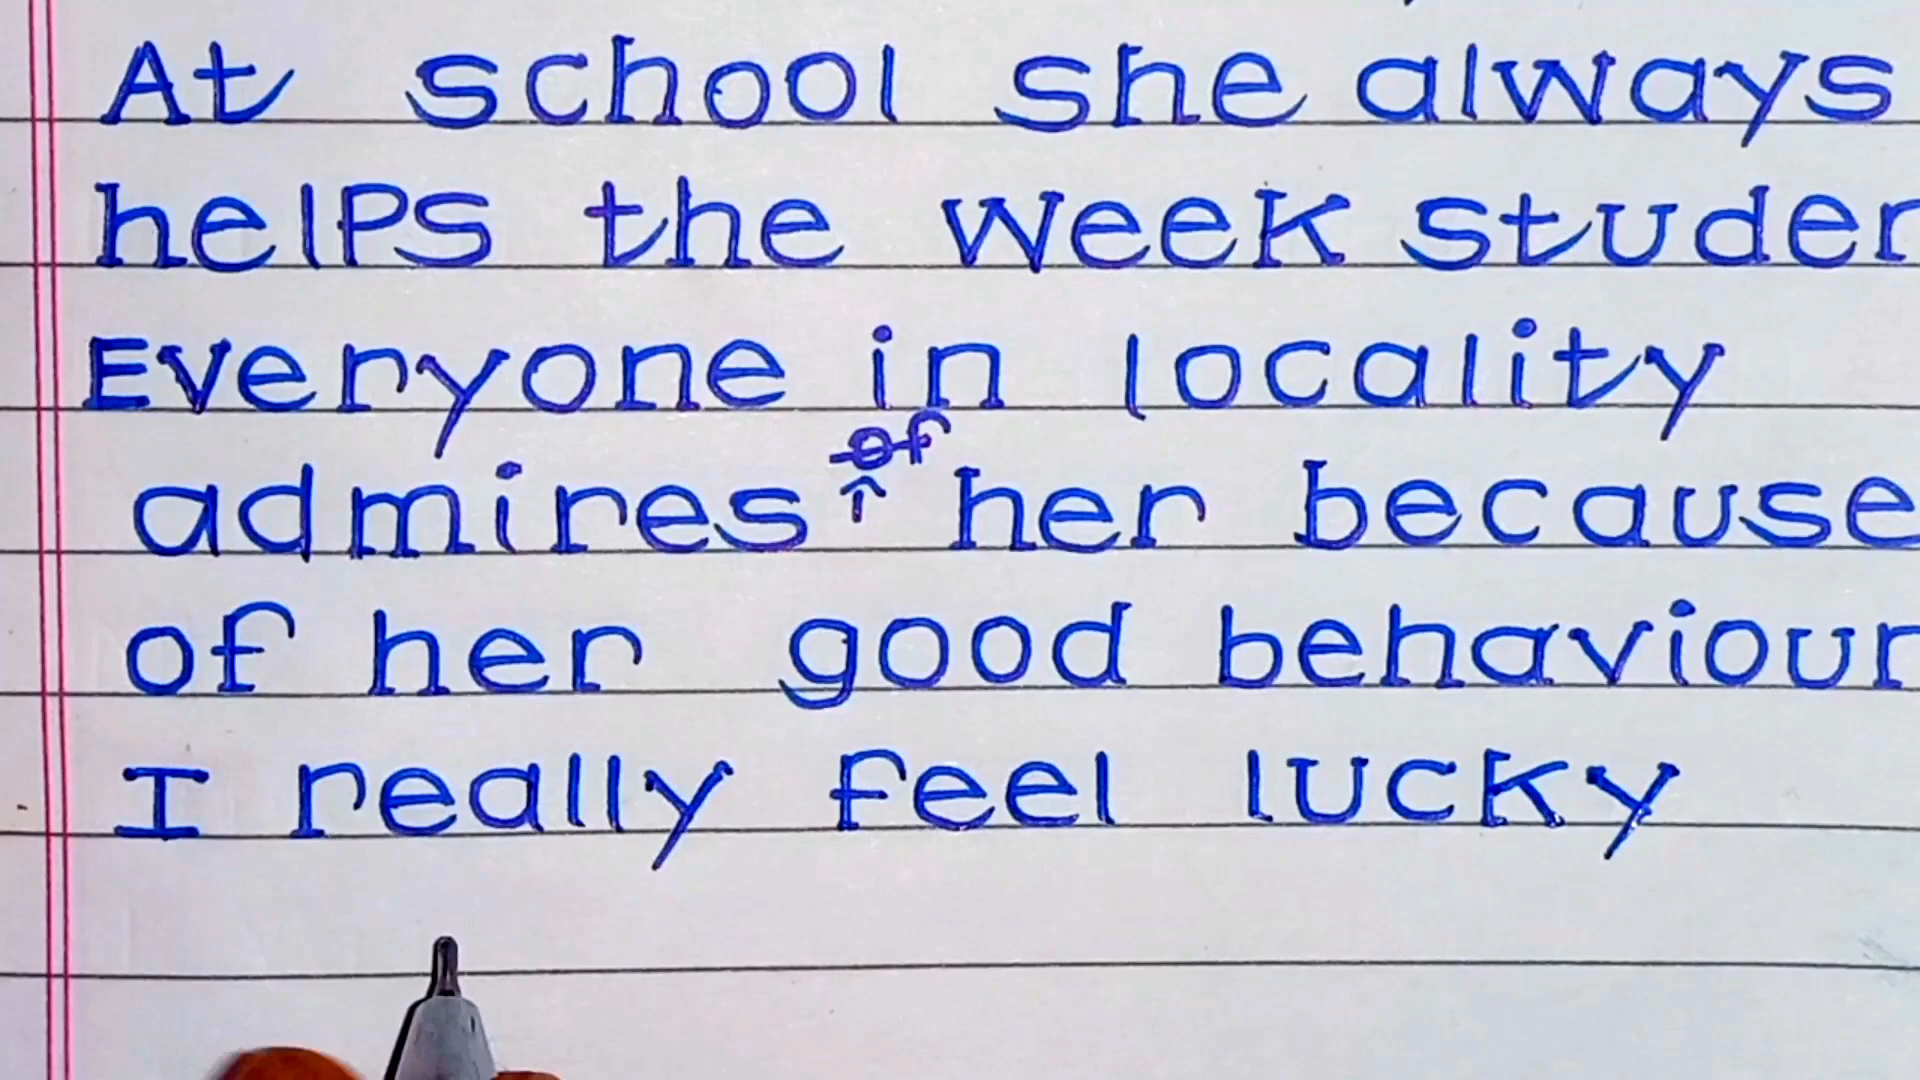 At school she always
helps the week studen
Everyone in locality
admires of her because
of her good behaviour
I really feel lucky